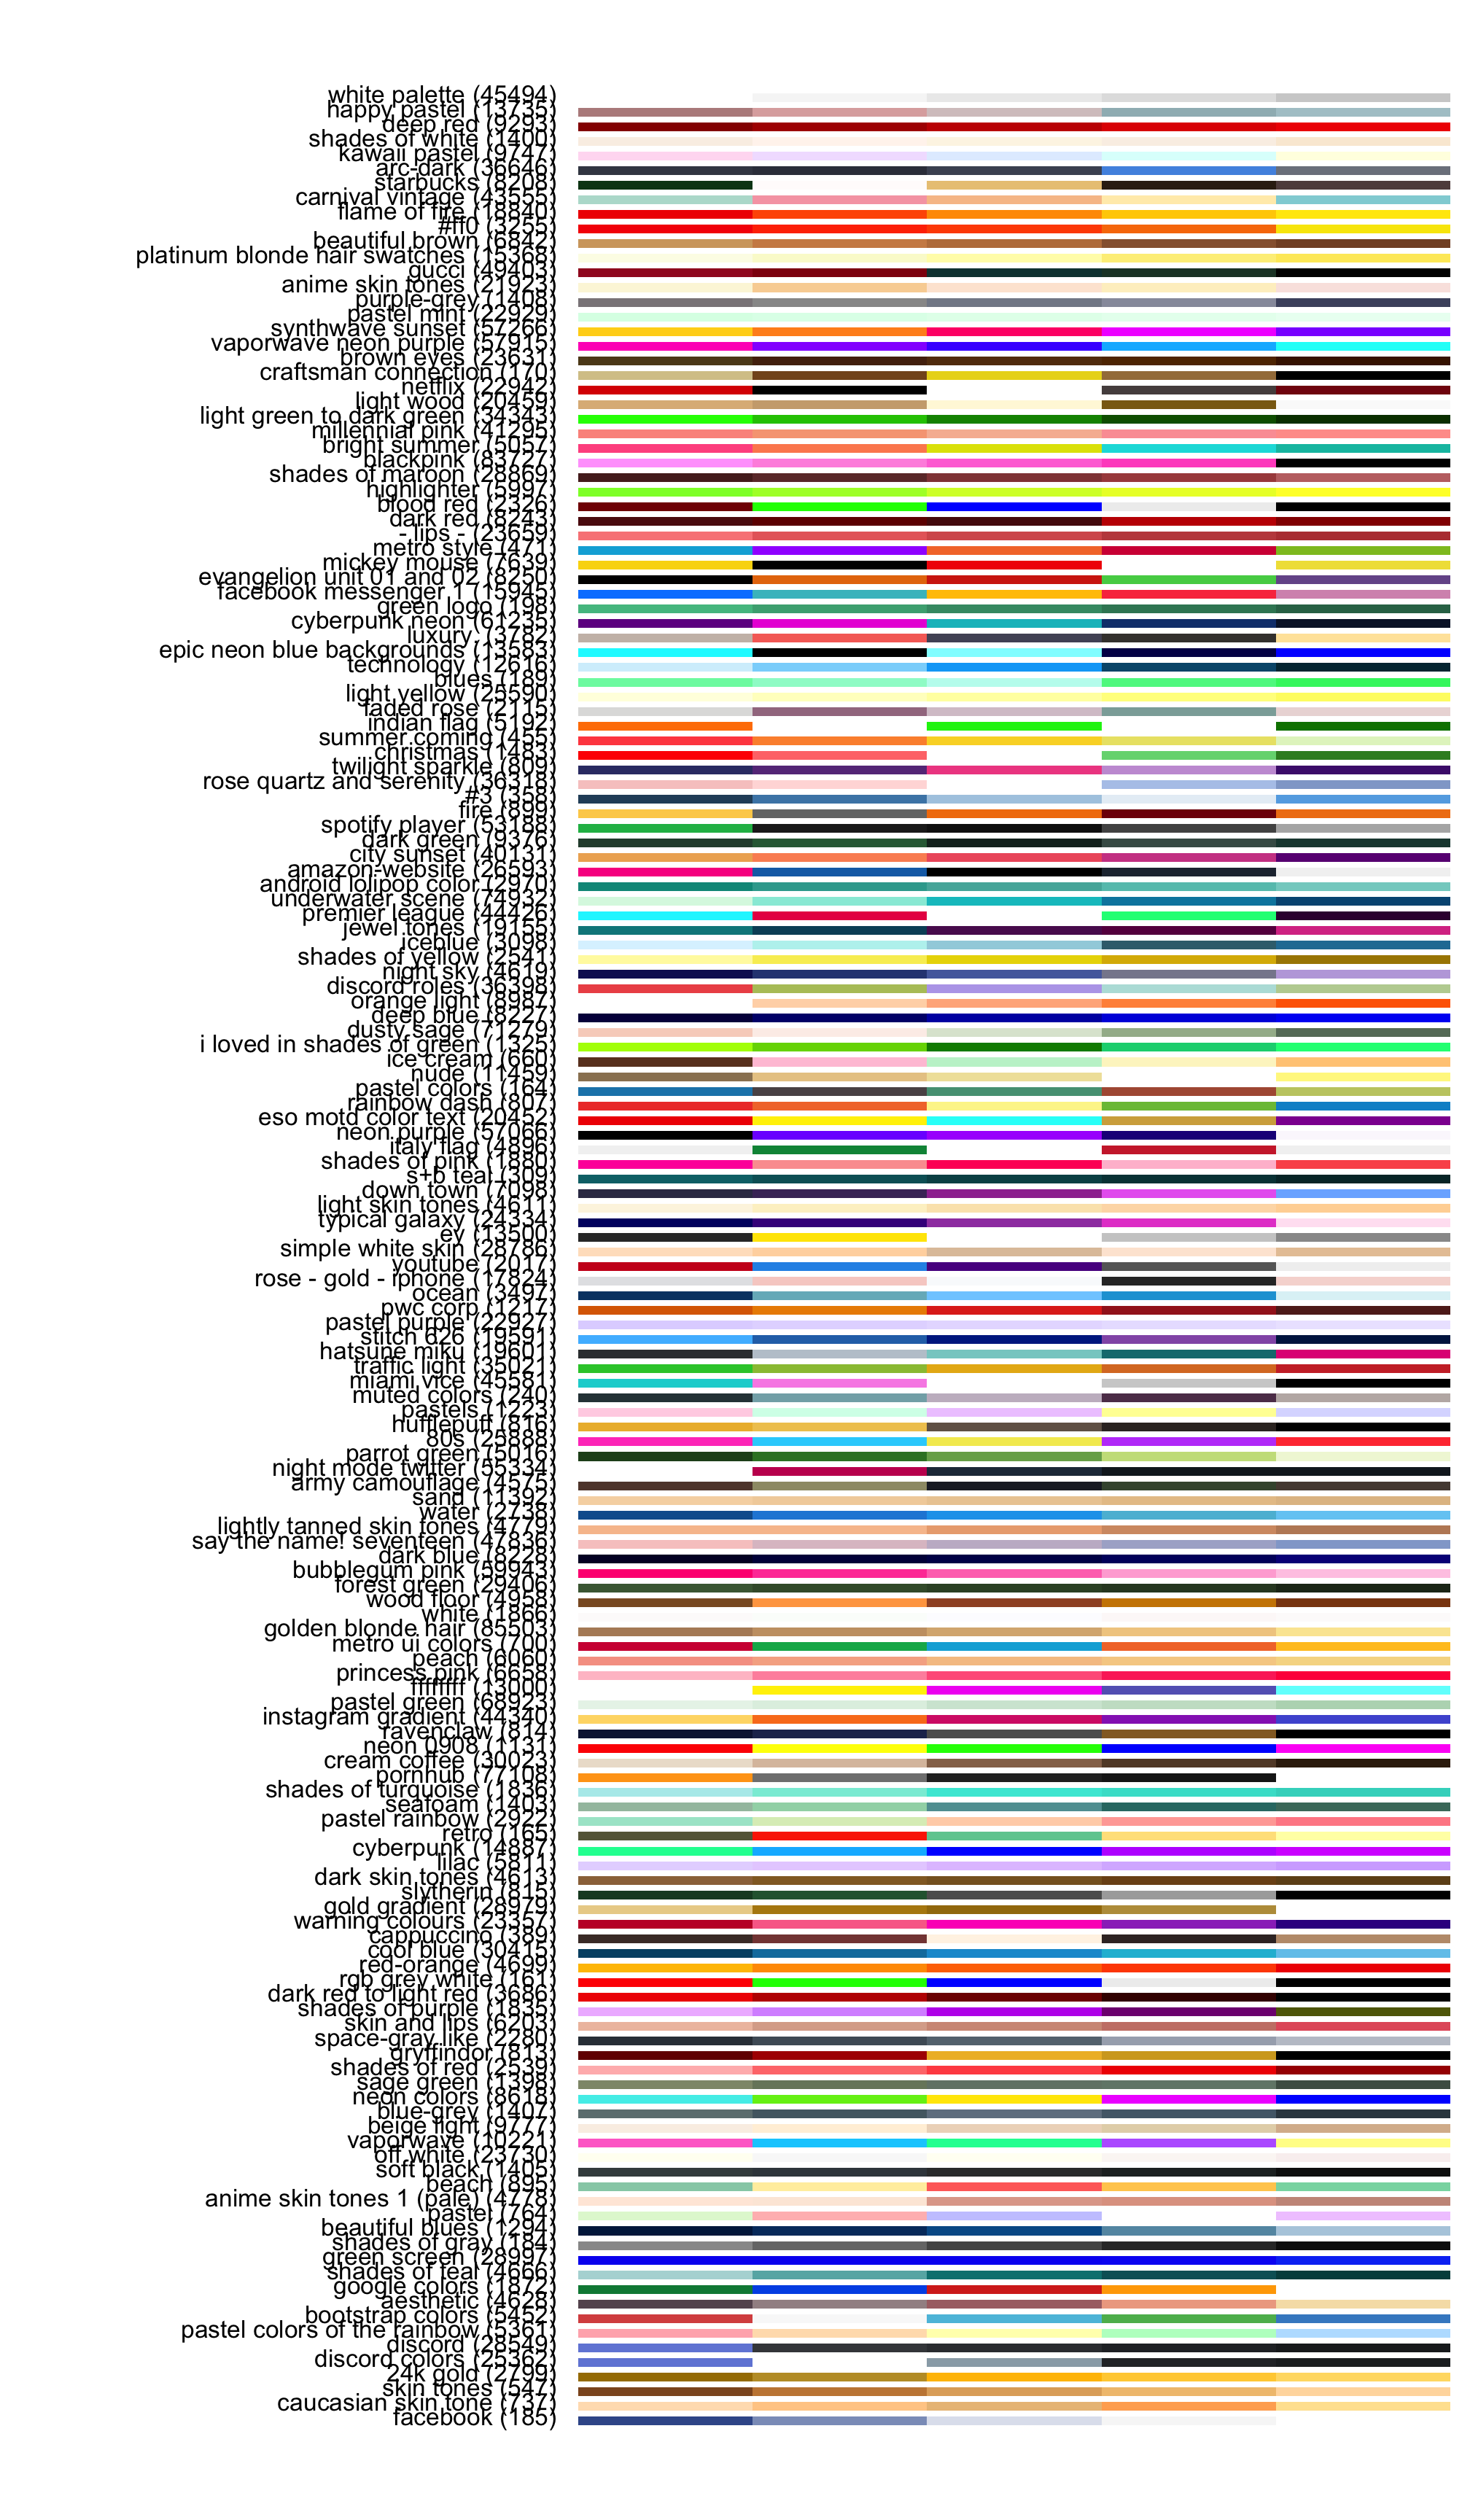 white palette (45494)
happy pastel (13735)
deep red (9293)
shades of white (1400)
kawaii pastel (9747)
arc-dark (36646)
starbucks (8208)
carnival vintage (43555)
flame of fire (18840)
#ff0 (3255)
beautiful brown (6842)
platinum blonde hair swatches (15368)
gucci (49403)
anime skin tones (21923)
purple-grey (1408)
pastel mint (22929)
synthwave sunset (57266)
vaporwave neon purple (57915)
brown eyes (23631)
craftsman connection (170)
netflix (22942)
light wood (20459)
light green to dark green (34343)
millennial pink (41295)
bright summer (5057)
blackpink (83727)
shades of maroon (28869)
highlighter (5997)
blood red (2326)
dark red (8243)
- lips - (23659)
metro style (471)
mickey mouse (7639)
evangelion unit 01 and 02 (8250)
facebook messenger 1 (15945)
green logo (198)
cyberpunk neon (61235)
luxury. (3782)
epic neon blue backgrounds (13583)
technology (12616)
blues (189)
light yellow (25590)
faded rose (2115)
indian flag (5192)
summer coming (455)
christmas (1483)
twilight sparkle (809)
rose quartz and serenity (36318)
#3 (358)
fire (899)
spotify player (53188)
dark green (9376)
city sunset (40131)
amazon-website (26593)
android lolipop color (2970)
underwater scene (74932)
premier league (44426)
jewel tones (19155)
iceblue (3098)
shades of yellow (2541)
night sky (4619)
discord roles (36398)
orange light (8987)
deep blue (8227)
dusty sage (71279)
i loved in shades of green (1325)
ice cream (660)
nude (11459)
pastel colors (164)
rainbow dash (807)
eso motd color text (20452)
neon purple (57066)
italy flag (4896)
shades of pink (1880)
s+b teal (309)
down town (7098)
light skin tones (4611)
typical galaxy (24334)
ey (13500)
simple white skin (28786)
youtube (2017)
rose - gold - iphone (17824)
ocean (3497)
pwc corp (1217)
pastel purple (22927)
stitch 626 (19591)
hatsune miku (19601)
traffic light (35021)
miami vice (45581)
muted colors (240)
pastels (1223)
hufflepuff (816)
80s (25888)
parrot green (5016)
night mode twitter (55334)
army camouflage (4575)
sand (11392)
water (2738)
lightly tanned skin tones (4779)
say the name! seventeen (47836)
dark blue (8228)
bubblegum pink (59943)
forest green (29406)
wood floor (4958)
white (1866)
golden blonde hair (85503)
metro ui colors (700)
peach (6060)
princess pink (6658)
ffffffff (13000)
pastel green (68923)
instagram gradient (44340)
ravenclaw (814)
neon 0908 (1131)
cream coffee (30023)
pornhub (77108)
shades of turquoise (1836)
seafoam (1403)
pastel rainbow (2922)
retro (165)
cyberpunk (14887)
lilac (5811)
dark skin tones (4613)
slytherin (815)
gold gradient (28979)
warning colours (23357)
cappuccino (389)
cool blue (30415)
red-orange (4699)
rgb grey white (161)
dark red to light red (3686)
shades of purple (1835)
skin and lips (6203)
space-gray like (2280)
gryffindor (813)
shades of red (2539)
sage green (1398)
neon colors (8618)
blue-grey (1407)
beige light (9777)
vaporwave (10221)
off white (23730)
soft black (1405)
beach (895)
anime skin tones 1 (pale) (4778)
pastel (764)
beautiful blues (1294)
shades of gray (184)
green screen (28997)
shades of teal (4666)
google colors (1872)
aesthetic (4628)
bootstrap colors (5452)
pastel colors of the rainbow (5361)
discord (28549)
discord colors (25362)
24k gold (2799)
skin tones (547)
caucasian skin tone (737)
facebook (185)